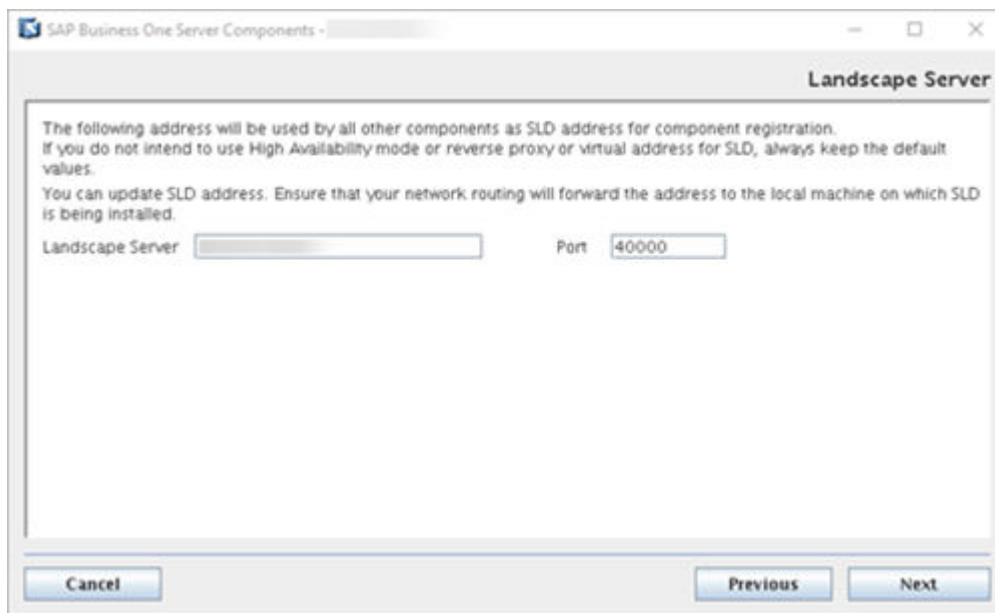 SAP Business One Server Components -
Landscape Server
The following address will be used by all other components as SLD address for component registration.
If you do not intend to use High Availability mode or reverse proxy or virtual address for SLD, always keep the default
values.
You can update SLD address. Ensure that your network routing will forward the address to the local machine on which SLD
is being installed.
Landscape Server Port 40000
Cancel Previous Next